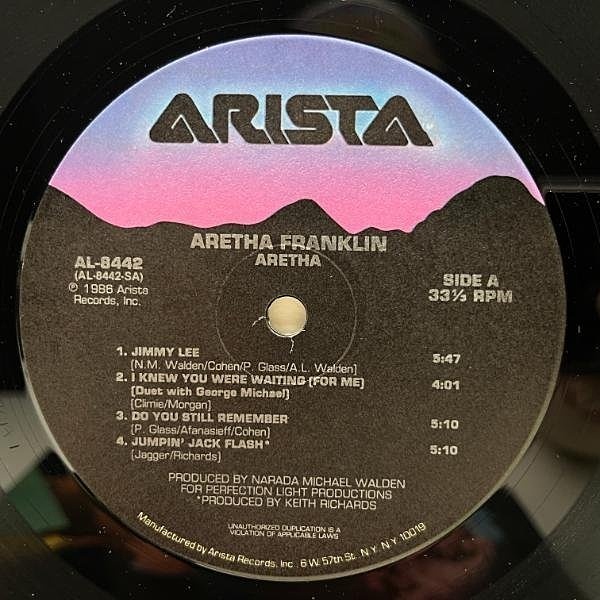 ARISTA
ARETHA FRANKLIN
ARETHA
AL-8442
(AL-8442-SA)
℗ 1986 Arista
Records, Inc.
SIDE A
33⅓ RPM
1. JIMMY LEE 5:47
(N.M. Walden/Cohen/P. Glass/A.L. Walden)
2. I KNEW YOU WERE WAITING (FOR ME) 4:01
(Duet with George Michael)
(Climie/Morgan)
3. DO YOU STILL REMEMBER 5:10
(P. Glass/Afanasieff/Cohen)
4. JUMPIN' JACK FLASH* 5:10
(Jagger/Richards)
PRODUCED BY NARADA MICHAEL WALDEN
FOR PERFECTION LIGHT PRODUCTIONS
*PRODUCED BY KEITH RICHARDS
UNAUTHORIZED DUPLICATION IS A
VIOLATION OF APPLICABLE LAWS
Manufactured by Arista Records, Inc. 6 W. 57th St. N.Y. N.Y. 10019